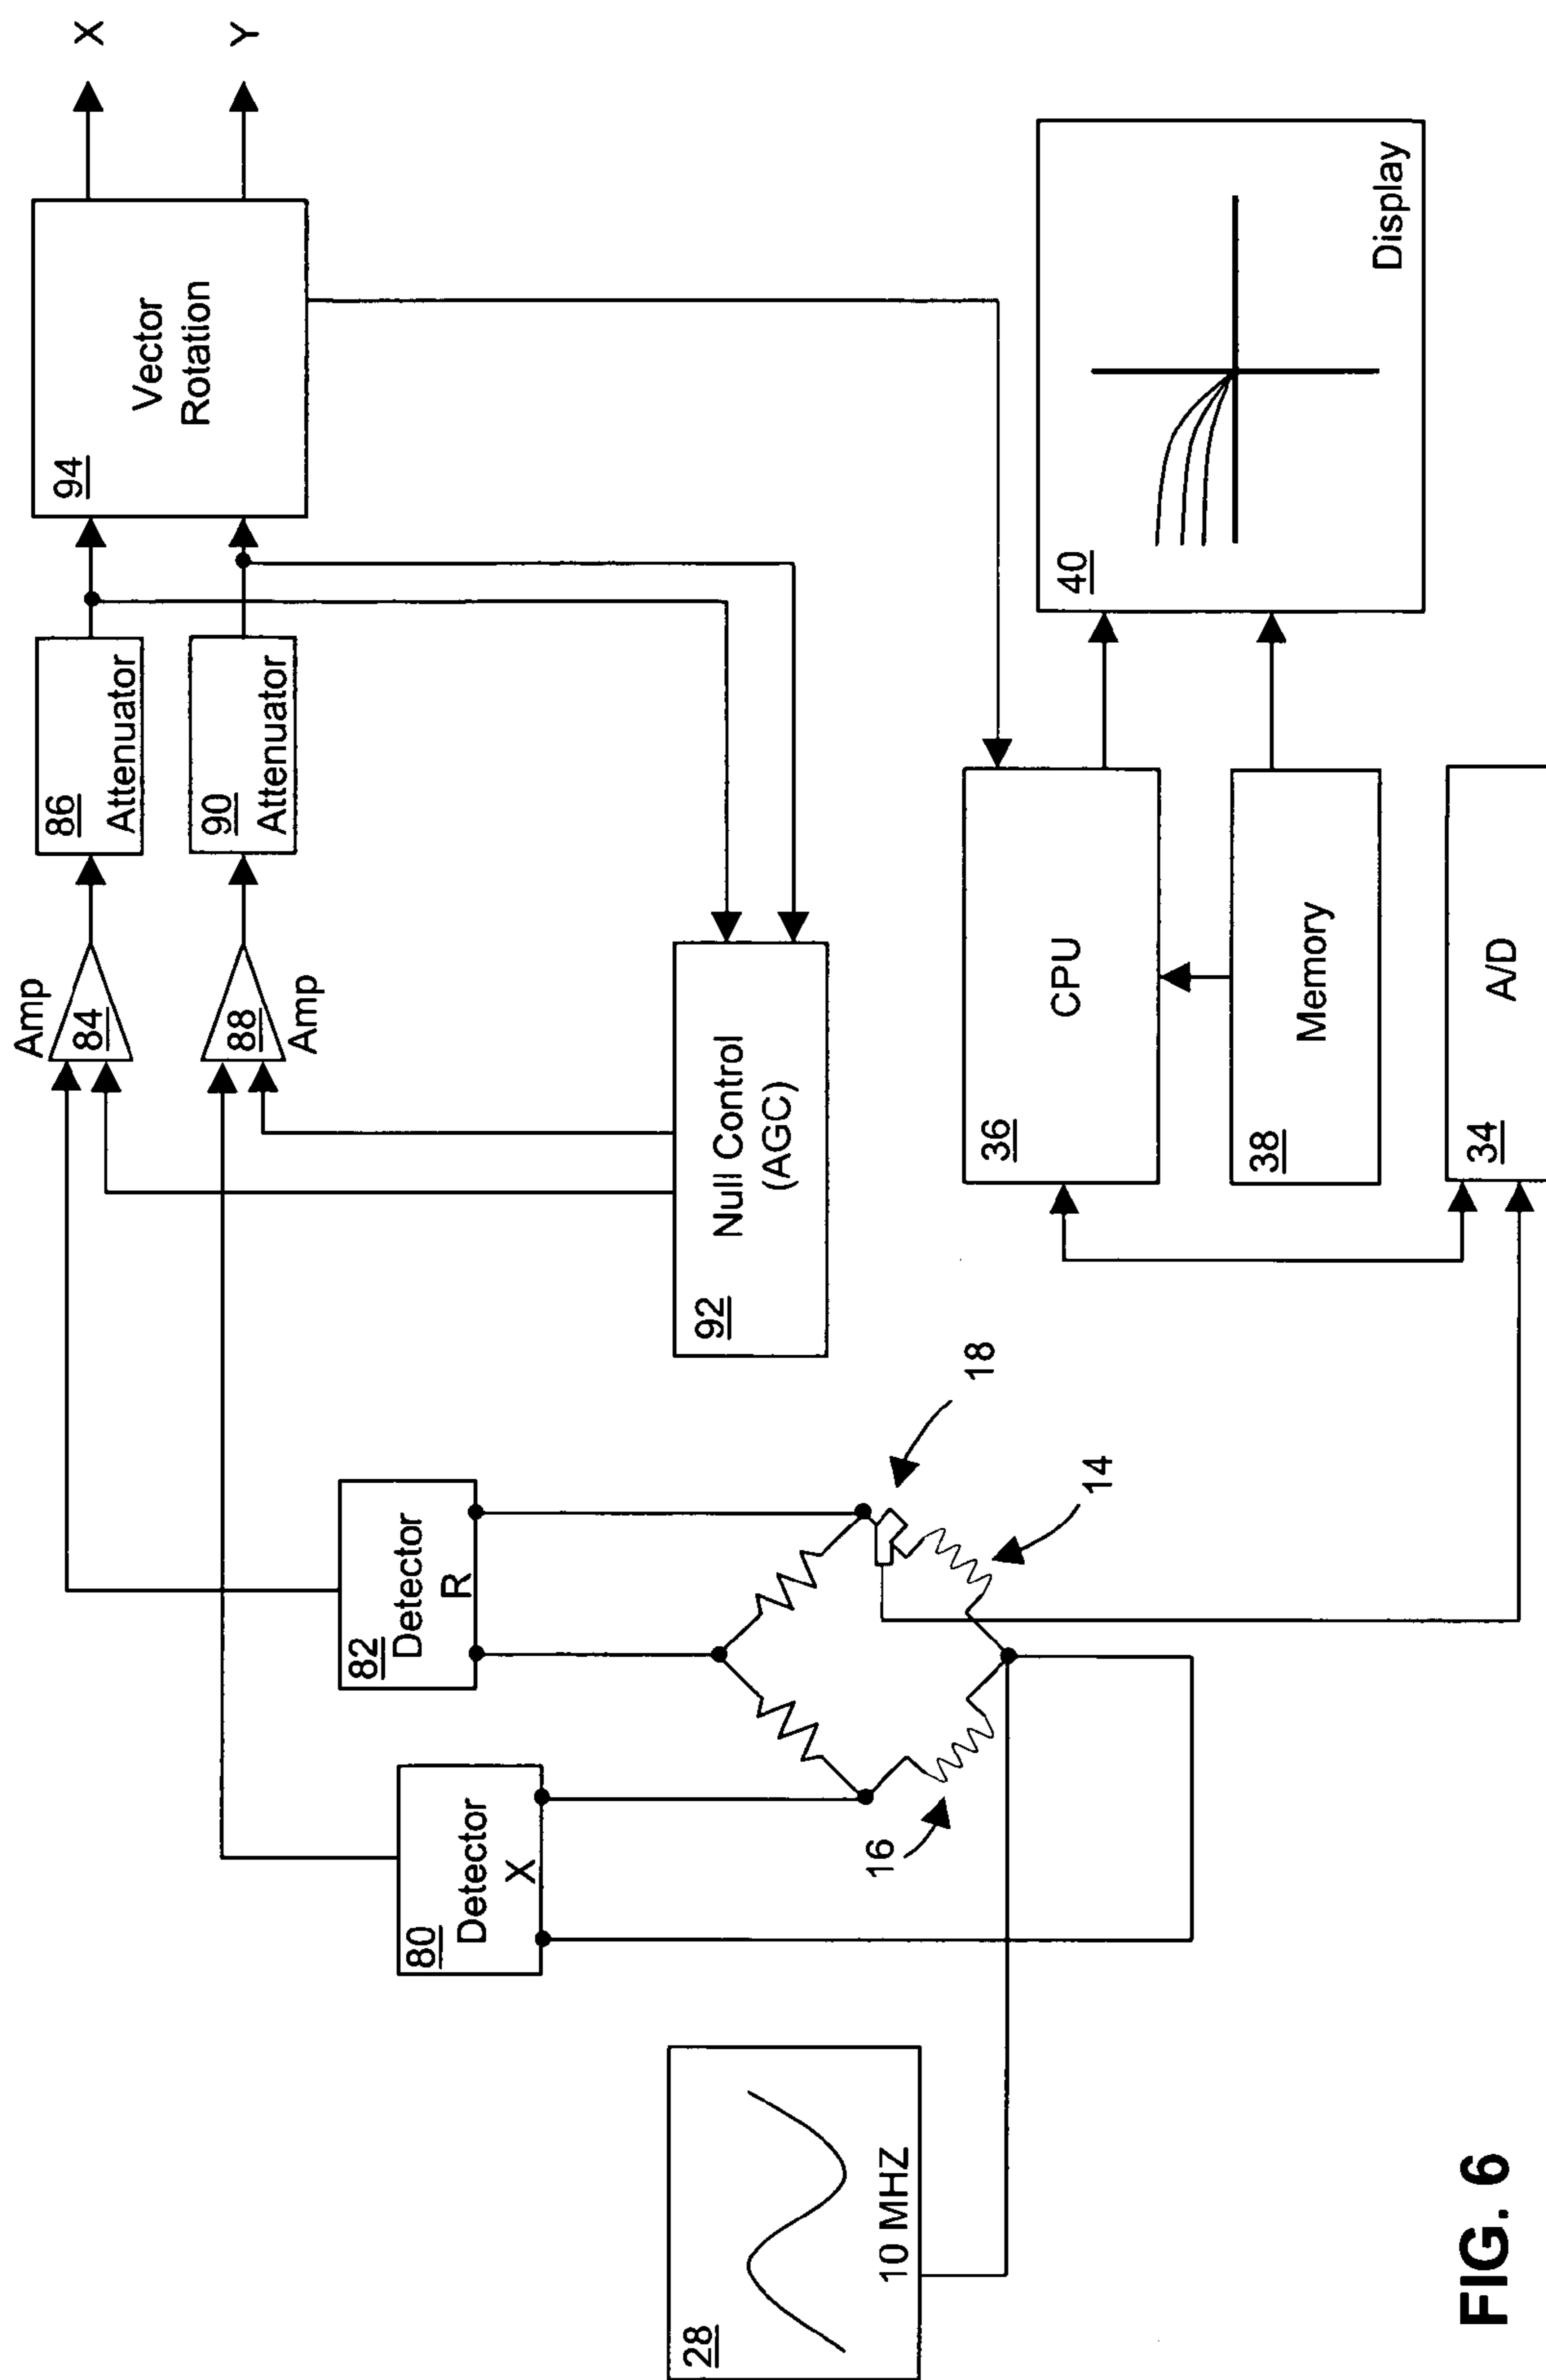 X
Y
94
Vector
Rotation
86
Attenuator
90
Attenuator
Amp
84
88
Amp
92
Null Control
(AGC)
82
Detector
R
80
Detector
X
28
10 MHZ
16
14
18
36
CPU
38
Memory
34
A/D
40
Display
FIG. 6